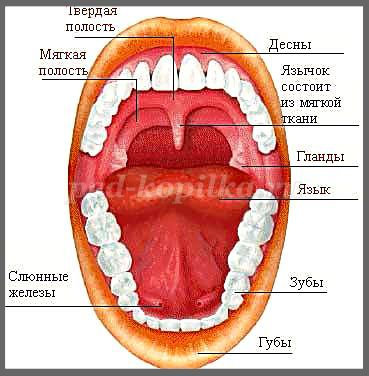 Твердая
полость
Мягкая
полость
Десны
Язычок
состоит
из мягкой
ткани
Гланды
Язык
Слюнные
железы
Зубы
Губы